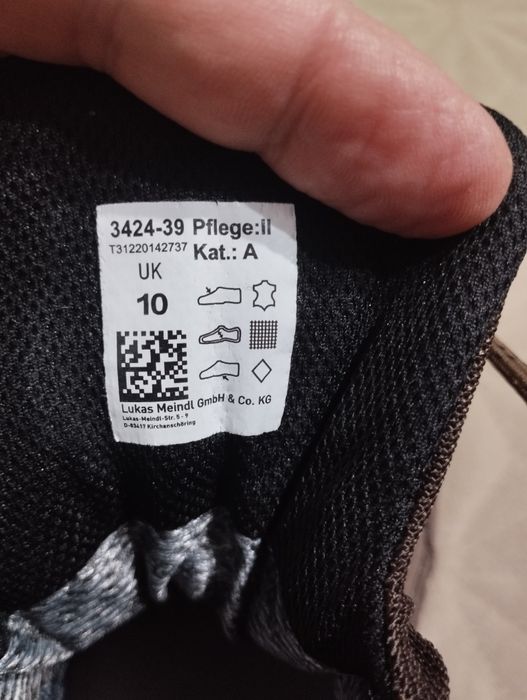 3424-39 Pflege:II
T31220142737 Kat.: A
UK
10
Lukas Meindl GmbH & Co. KG
Lukas-Meindl-Str. 5 - 9
D-83417 Kirchanschöring